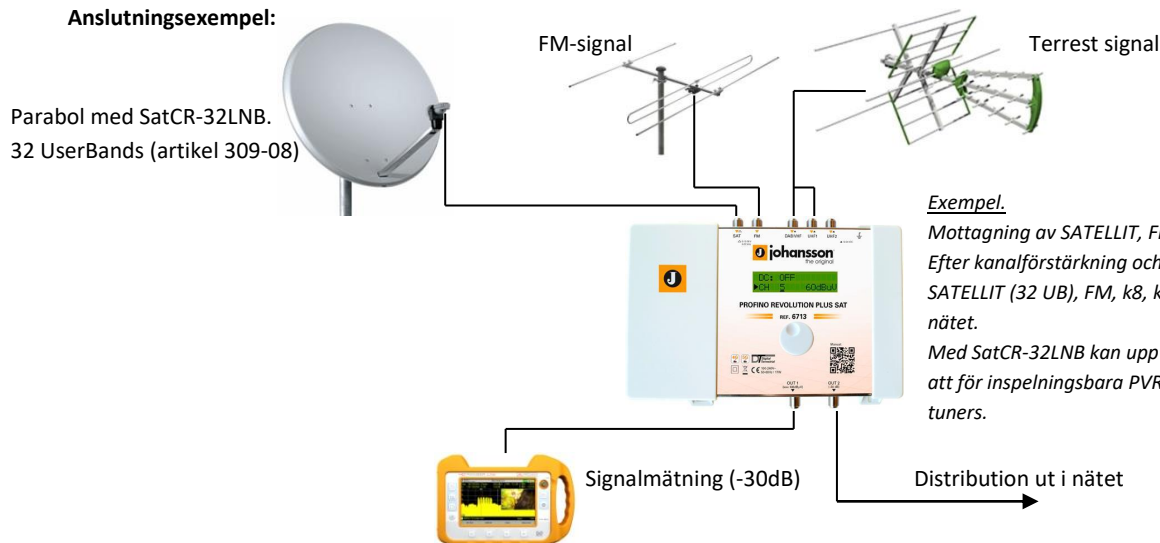 Anslutningsexempel:
FM-signal
Terrest signal
Parabol med SatCR-32LNB.
32 UserBands (artikel 309-08)
Exempel.
Mottagning av SATELLIT, F
Efter kanalförstärkning och
SATELLIT (32 UB), FM, k8, k
nätet.
Med SatCR-32LNB kan upp
att för inspelningsbara PVR
tuners.
SAT FM DAB/VHF UHF1 UHF2
johansson
the original
DC: OFF
CH 5 60dBuV
PROFINO REVOLUTION PLUS SAT
REF. 6713
Manual
OUT 1
OUT 2
Signalmätning (-30dB)
Distribution ut i nätet